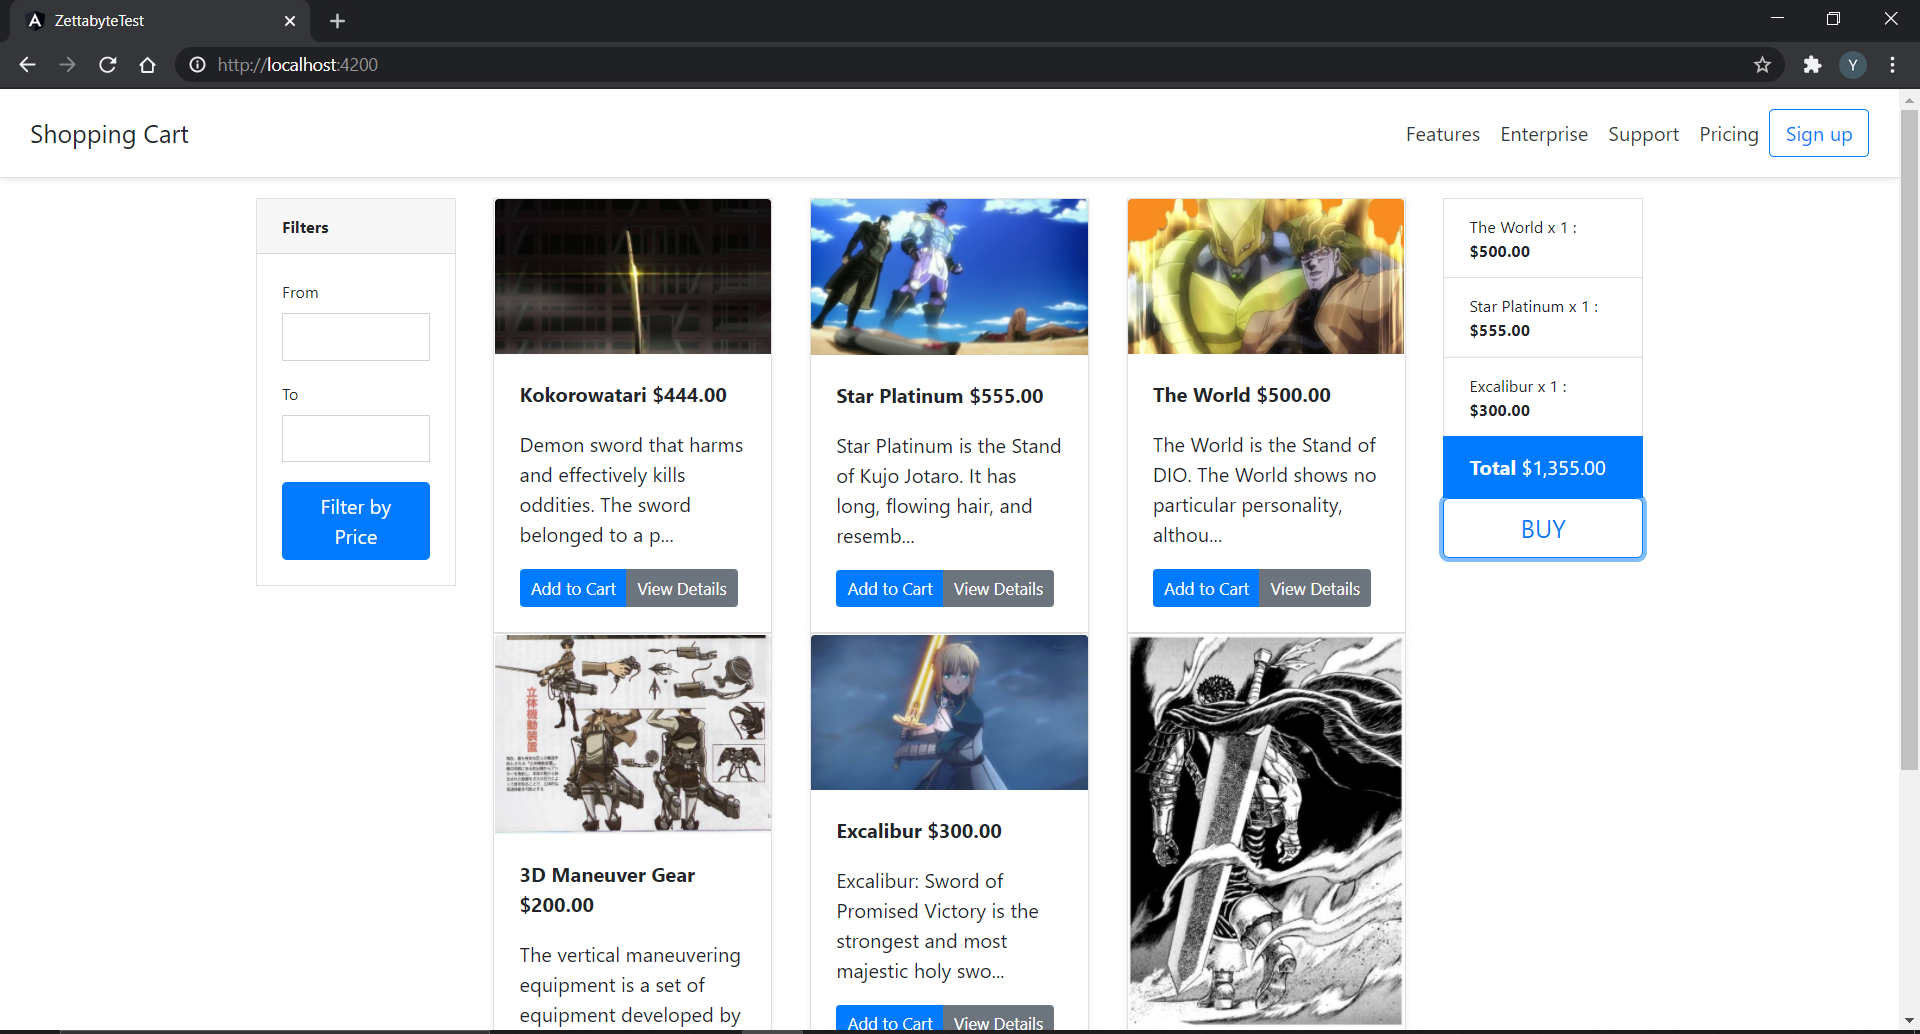 ZettabyteTest
http://localhost:4200
Y
Shopping Cart
Features
Enterprise
Support
Pricing
Sign up
Filters
From
To
Filter by
Price
Kokorowatari $444.00
Demon sword that harms
and effectively kills
oddities. The sword
belonged to a p...
Add to Cart
View Details
Star Platinum $555.00
Star Platinum is the Stand
of Kujo Jotaro. It has
long, flowing hair, and
resemb...
Add to Cart
View Details
The World $500.00
The World is the Stand of
DIO. The World shows no
particular personality,
althou...
Add to Cart
View Details
立体機動装置
3D Maneuver Gear
$200.00
The vertical maneuvering
equipment is a set of
equipment developed by
Excalibur $300.00
Excalibur: Sword of
Promised Victory is the
strongest and most
majestic holy swo...
Add to Cart
View Details
The World x 1 :
$500.00
Star Platinum x 1 :
$555.00
Excalibur x 1 :
$300.00
Total $1,355.00
BUY